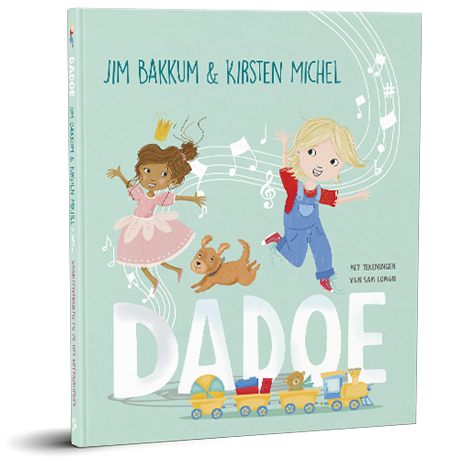 JIM BAKKUM & KIRSTEN MICHEL
MET TEKENINGEN
VAN SAM LOMAN
DADOE
DADOE
JIM BAKKUM & KIRSTEN MICHEL